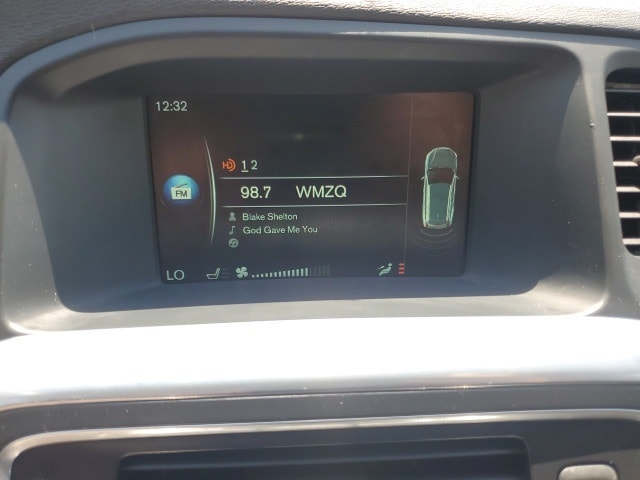 12:32
HD 1 2
98.7 WMZQ
FM
Blake Shelton
God Gave Me You
LO